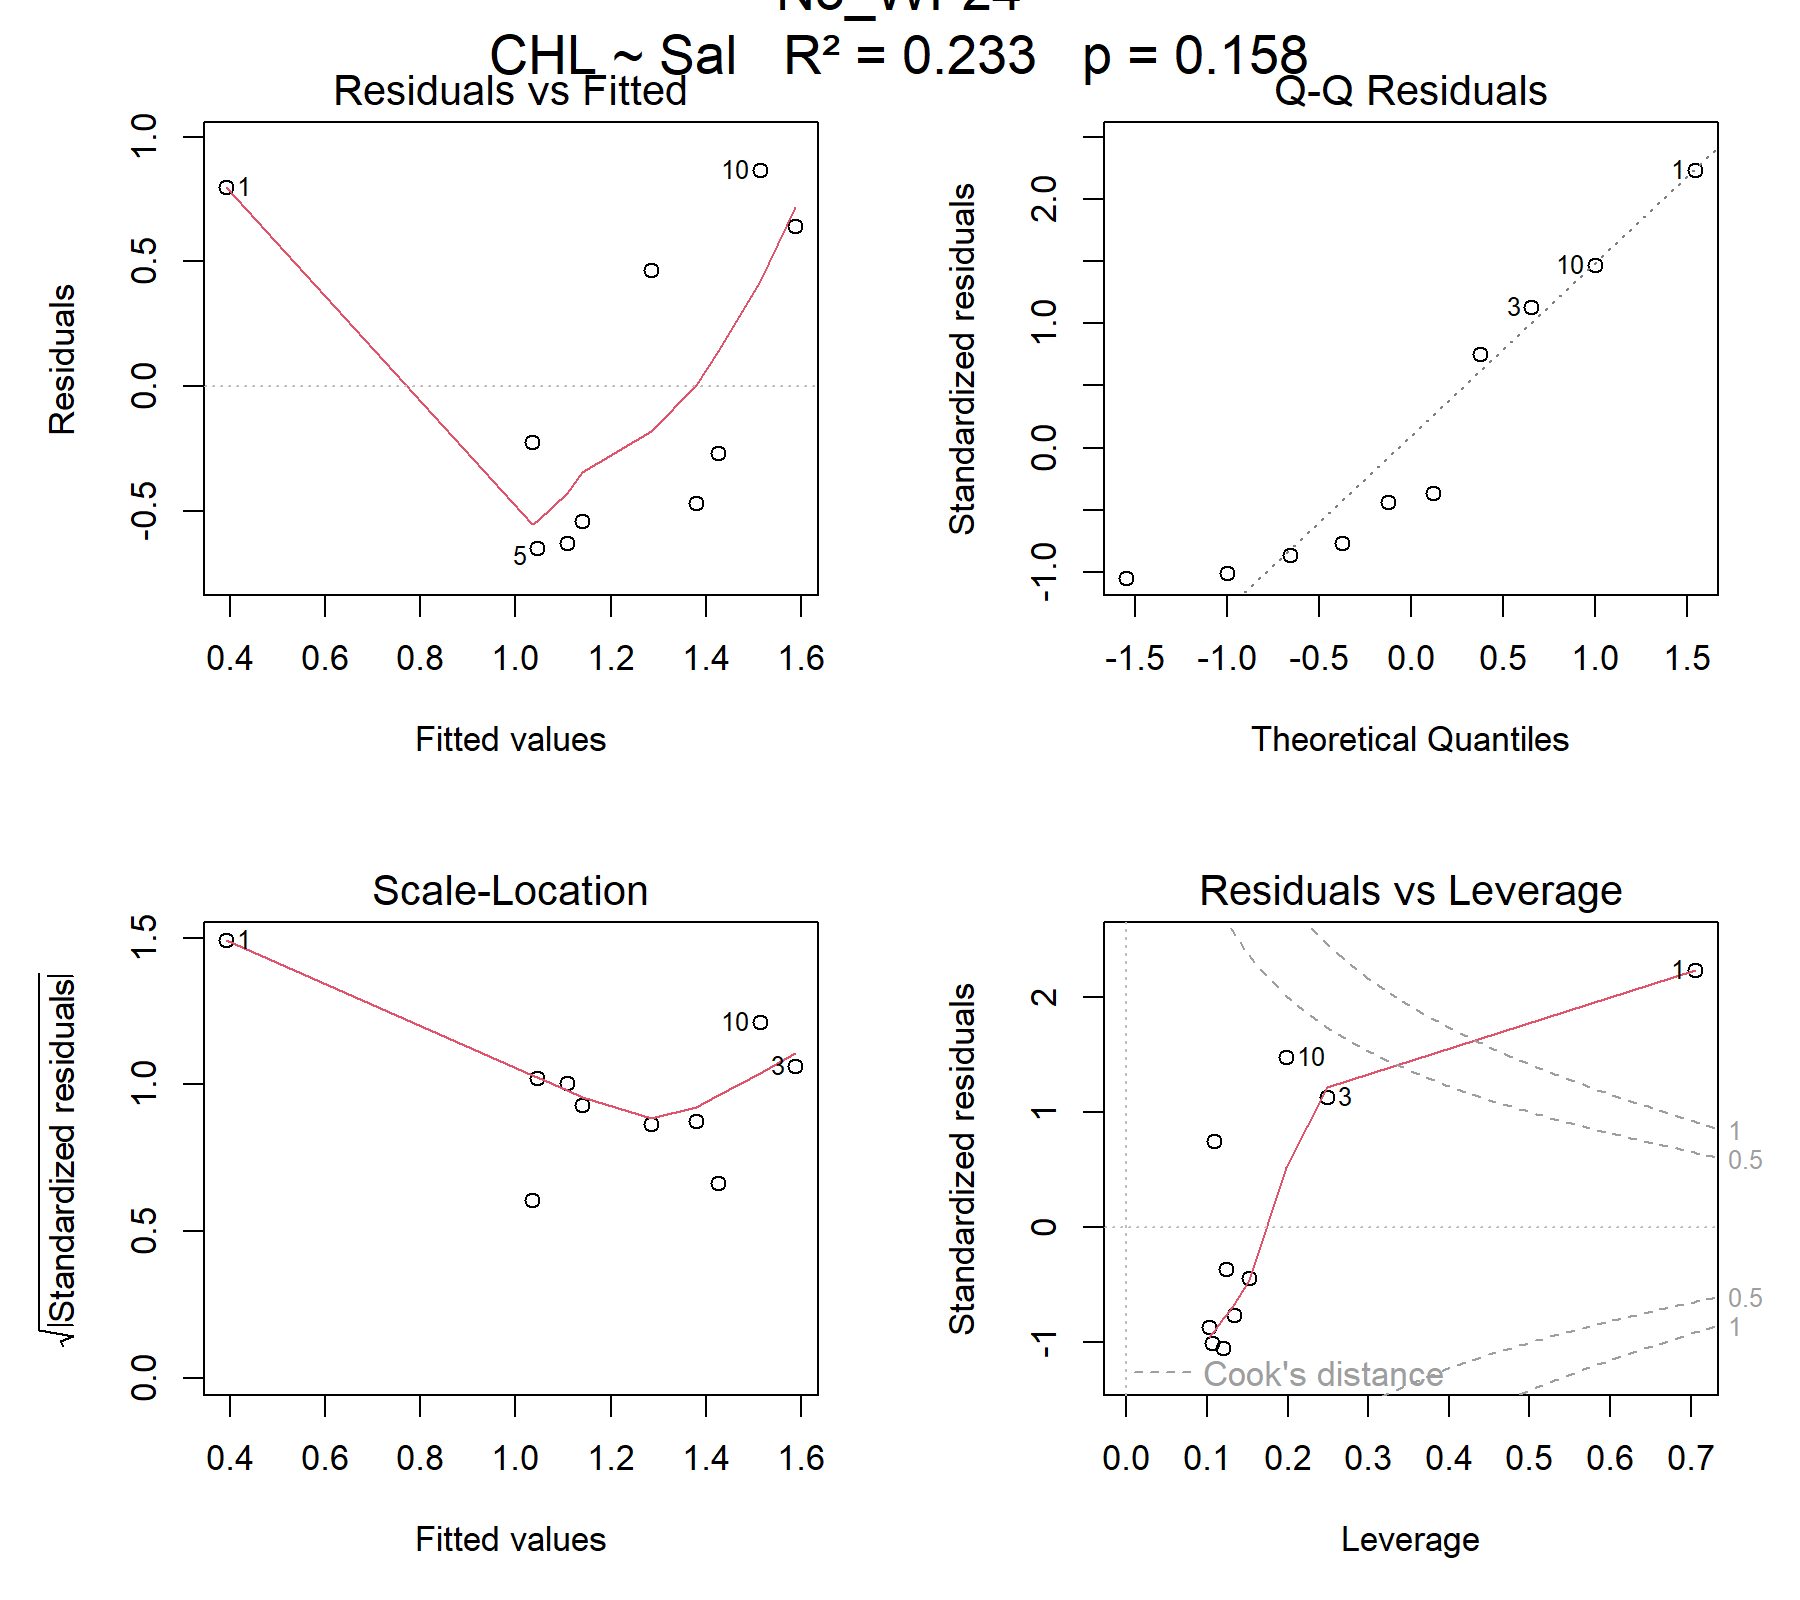 CHL ~ Sal R² = 0.233 p = 0.158
Residuals vs Fitted
1.0
0.5
0.0
-0.5
Residuals
1
10
5
0.4 0.6 0.8 1.0 1.2 1.4 1.6
Fitted values
Q-Q Residuals
2.0
1.0
0.0
-1.0
Standardized residuals
1
10
3
-1.5 -1.0 -0.5 0.0 0.5 1.0 1.5
Theoretical Quantiles
Scale-Location
1.5
1.0
0.5
0.0
√|Standardized residuals|
1
10
3
0.4 0.6 0.8 1.0 1.2 1.4 1.6
Fitted values
Residuals vs Leverage
2
1
0
-1
Standardized residuals
1
10
3
1
0.5
0.5
1
Cook's distance
0.0 0.1 0.2 0.3 0.4 0.5 0.6 0.7
Leverage